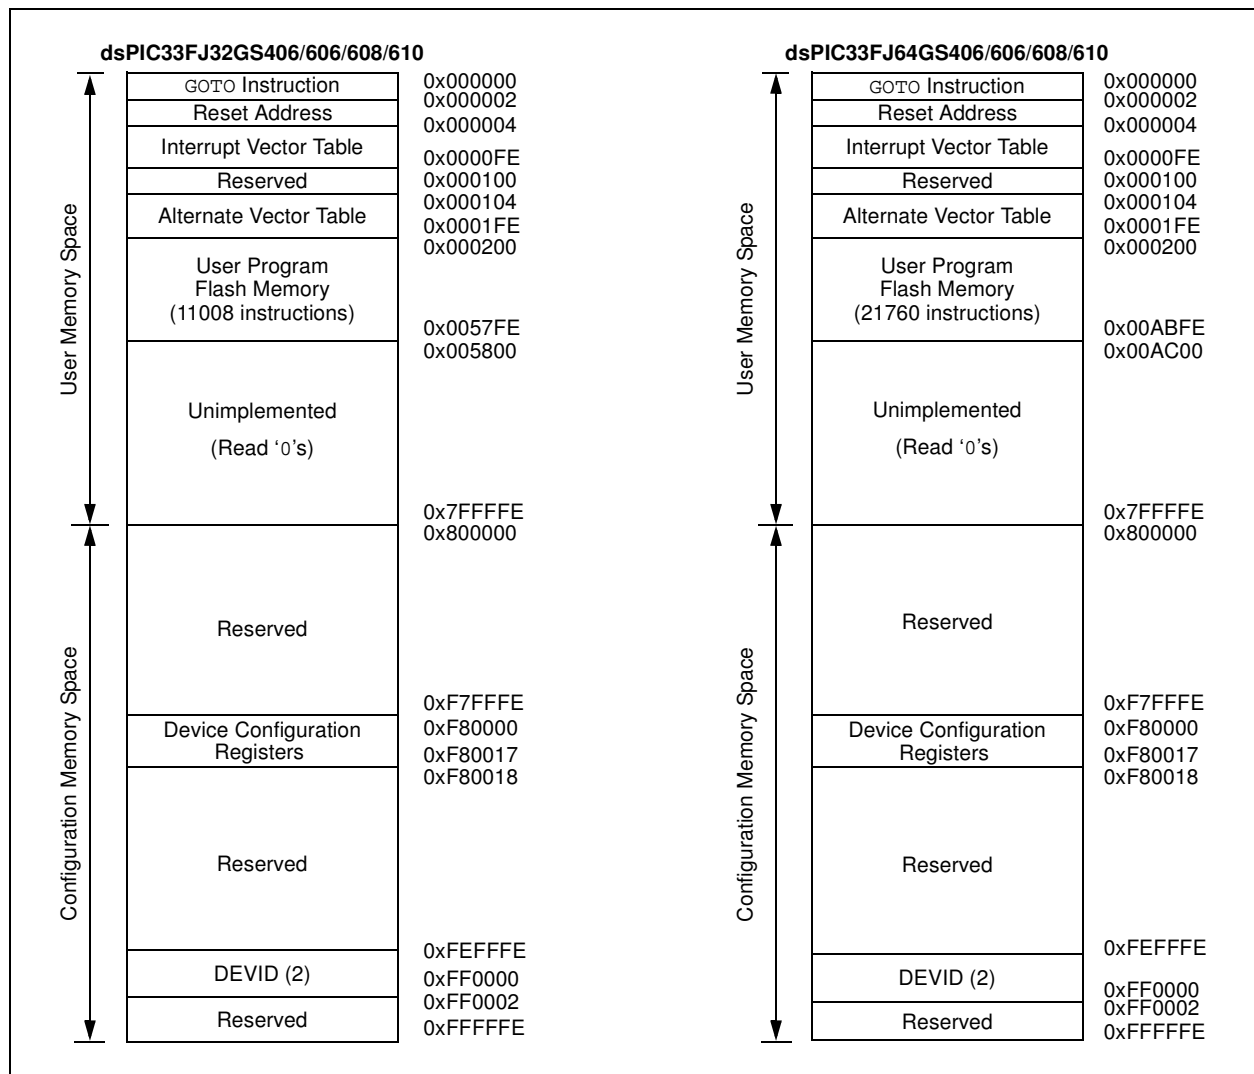 dsPIC33FJ32GS406/606/608/610
GOTO Instruction
0x000000
0x000002
Reset Address
0x000004
Interrupt Vector Table
0x0000FE
Reserved
0x000100
0x000104
Alternate Vector Table
0x0001FE
0x000200
User Program
Flash Memory
(11008 instructions)
0x0057FE
0x005800
Unimplemented
(Read ‘0’s)
0x7FFFFE
0x800000
Reserved
0xF7FFFE
Device Configuration
Registers
0xF80000
0xF80017
0xF80018
Reserved
0xFEFFFE
DEVID (2)
0xFF0000
0xFF0002
Reserved
0xFFFFFE
User Memory Space
Configuration Memory Space
dsPIC33FJ64GS406/606/608/610
GOTO Instruction
0x000000
0x000002
Reset Address
0x000004
Interrupt Vector Table
0x0000FE
Reserved
0x000100
0x000104
Alternate Vector Table
0x0001FE
0x000200
User Program
Flash Memory
(21760 instructions)
0x00ABFE
0x00AC00
Unimplemented
(Read ‘0’s)
0x7FFFFE
0x800000
Reserved
0xF7FFFE
Device Configuration
Registers
0xF80000
0xF80017
0xF80018
Reserved
0xFEFFFE
DEVID (2)
0xFF0000
0xFF0002
Reserved
0xFFFFFE
User Memory Space
Configuration Memory Space